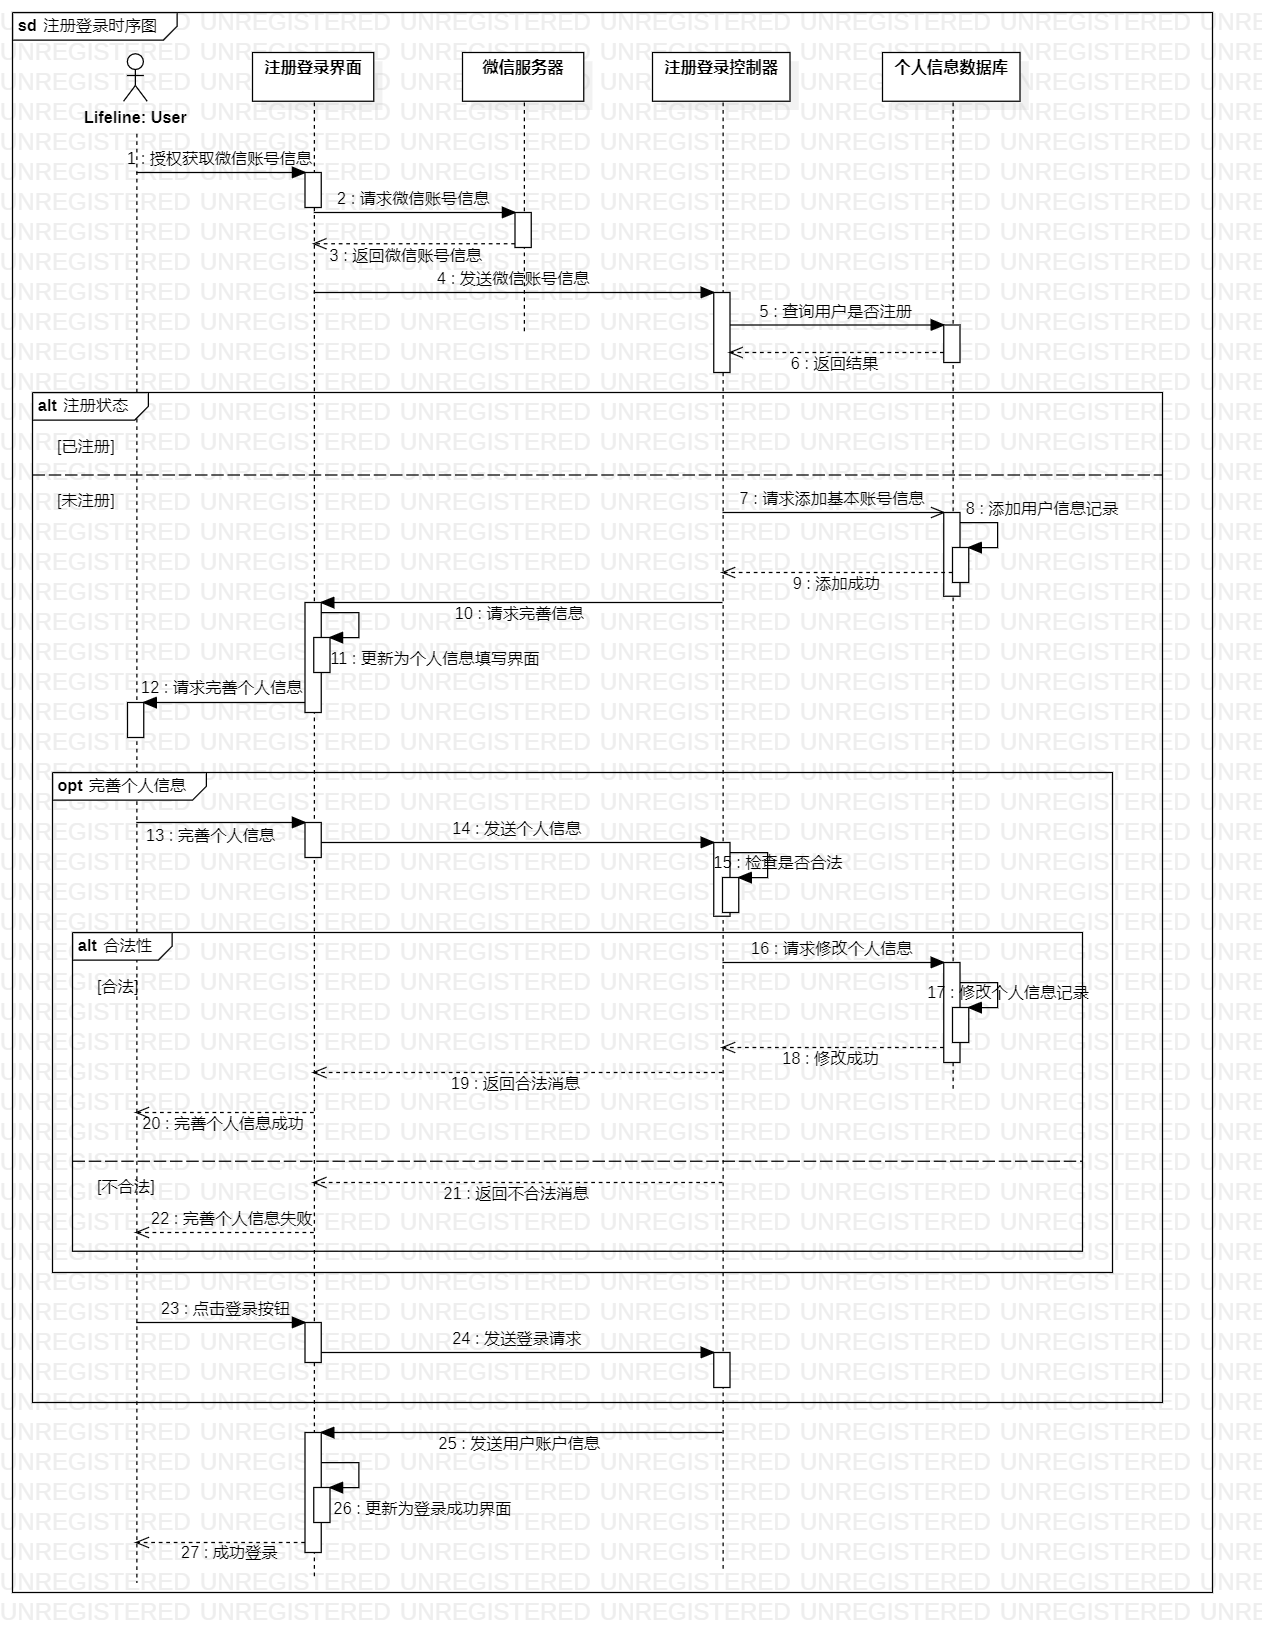 sd 注册登录时序图
Lifeline: User
注册登录界面
微信服务器
注册登录控制器
个人信息数据库
1 : 授权获取微信账号信息
2 : 请求微信账号信息
3 : 返回微信账号信息
4 : 发送微信账号信息
5 : 查询用户是否注册
6 : 返回结果
alt 注册状态
[已注册]
[未注册]
7 : 请求添加基本账号信息
8 : 添加用户信息记录
9 : 添加成功
10 : 请求完善信息
11 : 更新为个人信息填写界面
12 : 请求完善个人信息
opt 完善个人信息
13 : 完善个人信息
14 : 发送个人信息
15 : 检查是否合法
alt 合法性
[合法]
16 : 请求修改个人信息
17 : 修改个人信息记录
18 : 修改成功
19 : 返回合法消息
20 : 完善个人信息成功
[不合法]
21 : 返回不合法消息
22 : 完善个人信息失败
23 : 点击登录按钮
24 : 发送登录请求
25 : 发送用户账户信息
26 : 更新为登录成功界面
27 : 成功登录
UNREGISTERED